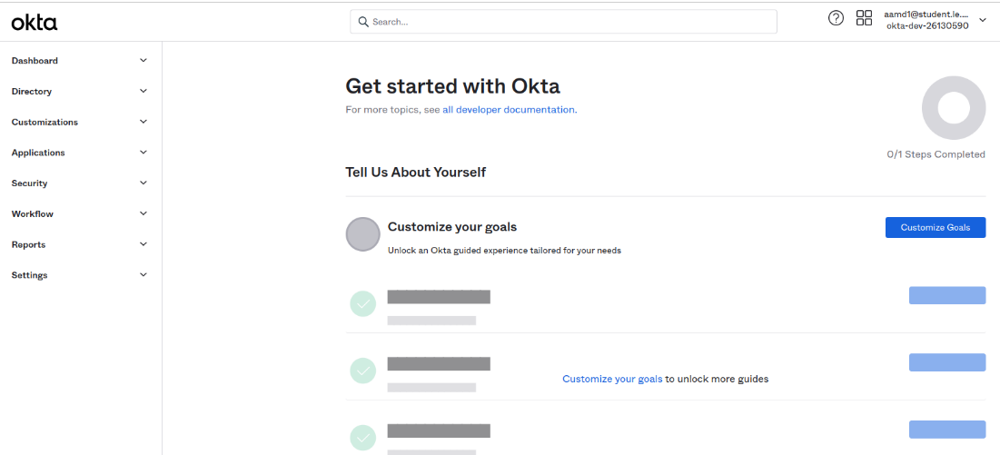 okta
Search...
aamd1@student.le....
okta-dev-26130590
Dashboard
Directory
Customizations
Applications
Security
Workflow
Reports
Settings
Get started with Okta
For more topics, see all developer documentation.
0/1 Steps Completed
Tell Us About Yourself
Customize your goals
Customize Goals
Unlock an Okta guided experience tailored for your needs
Customize your goals to unlock more guides